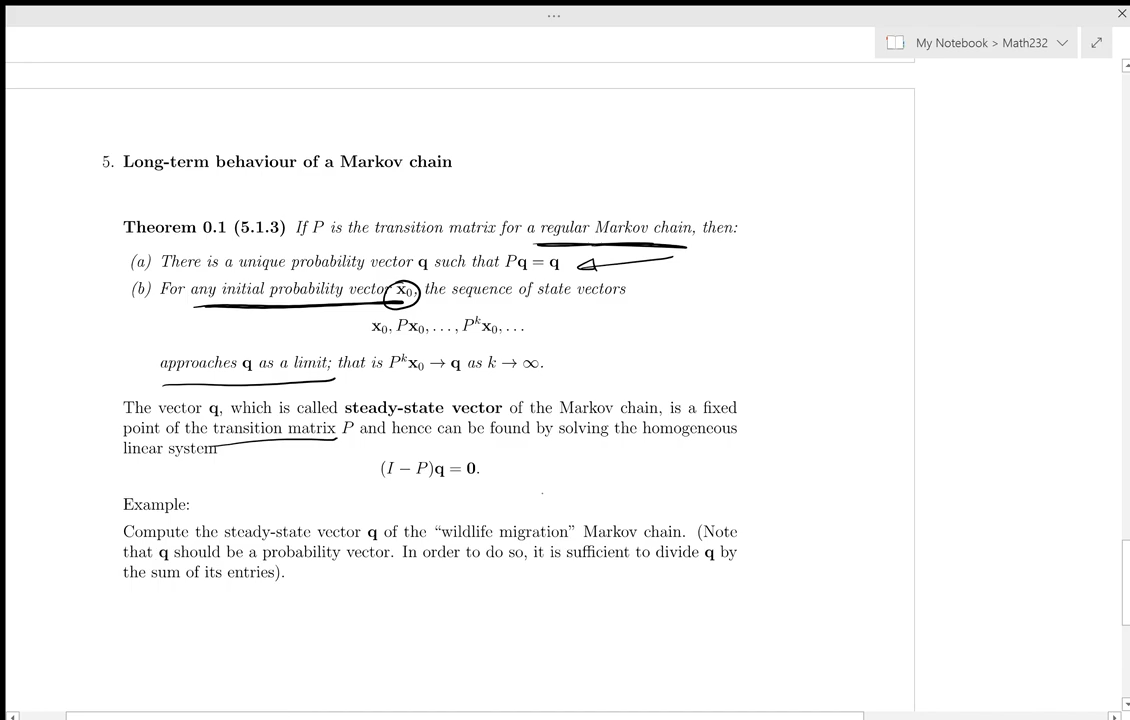 My Notebook > Math232
5. Long-term behaviour of a Markov chain
Theorem 0.1 (5.1.3) If P is the transition matrix for a regular Markov chain, then:
(a) There is a unique probability vector q such that Pq = q
(b) For any initial probability vector x₀, the sequence of state vectors
x₀, Px₀, . . . , Pᵏx₀, . . .
approaches q as a limit; that is Pᵏx₀ → q as k → ∞.
The vector q, which is called steady-state vector of the Markov chain, is a fixed
point of the transition matrix P and hence can be found by solving the homogeneous
linear system
(I − P)q = 0.
Example:
Compute the steady-state vector q of the “wildlife migration” Markov chain. (Note
that q should be a probability vector. In order to do so, it is sufficient to divide q by
the sum of its entries).